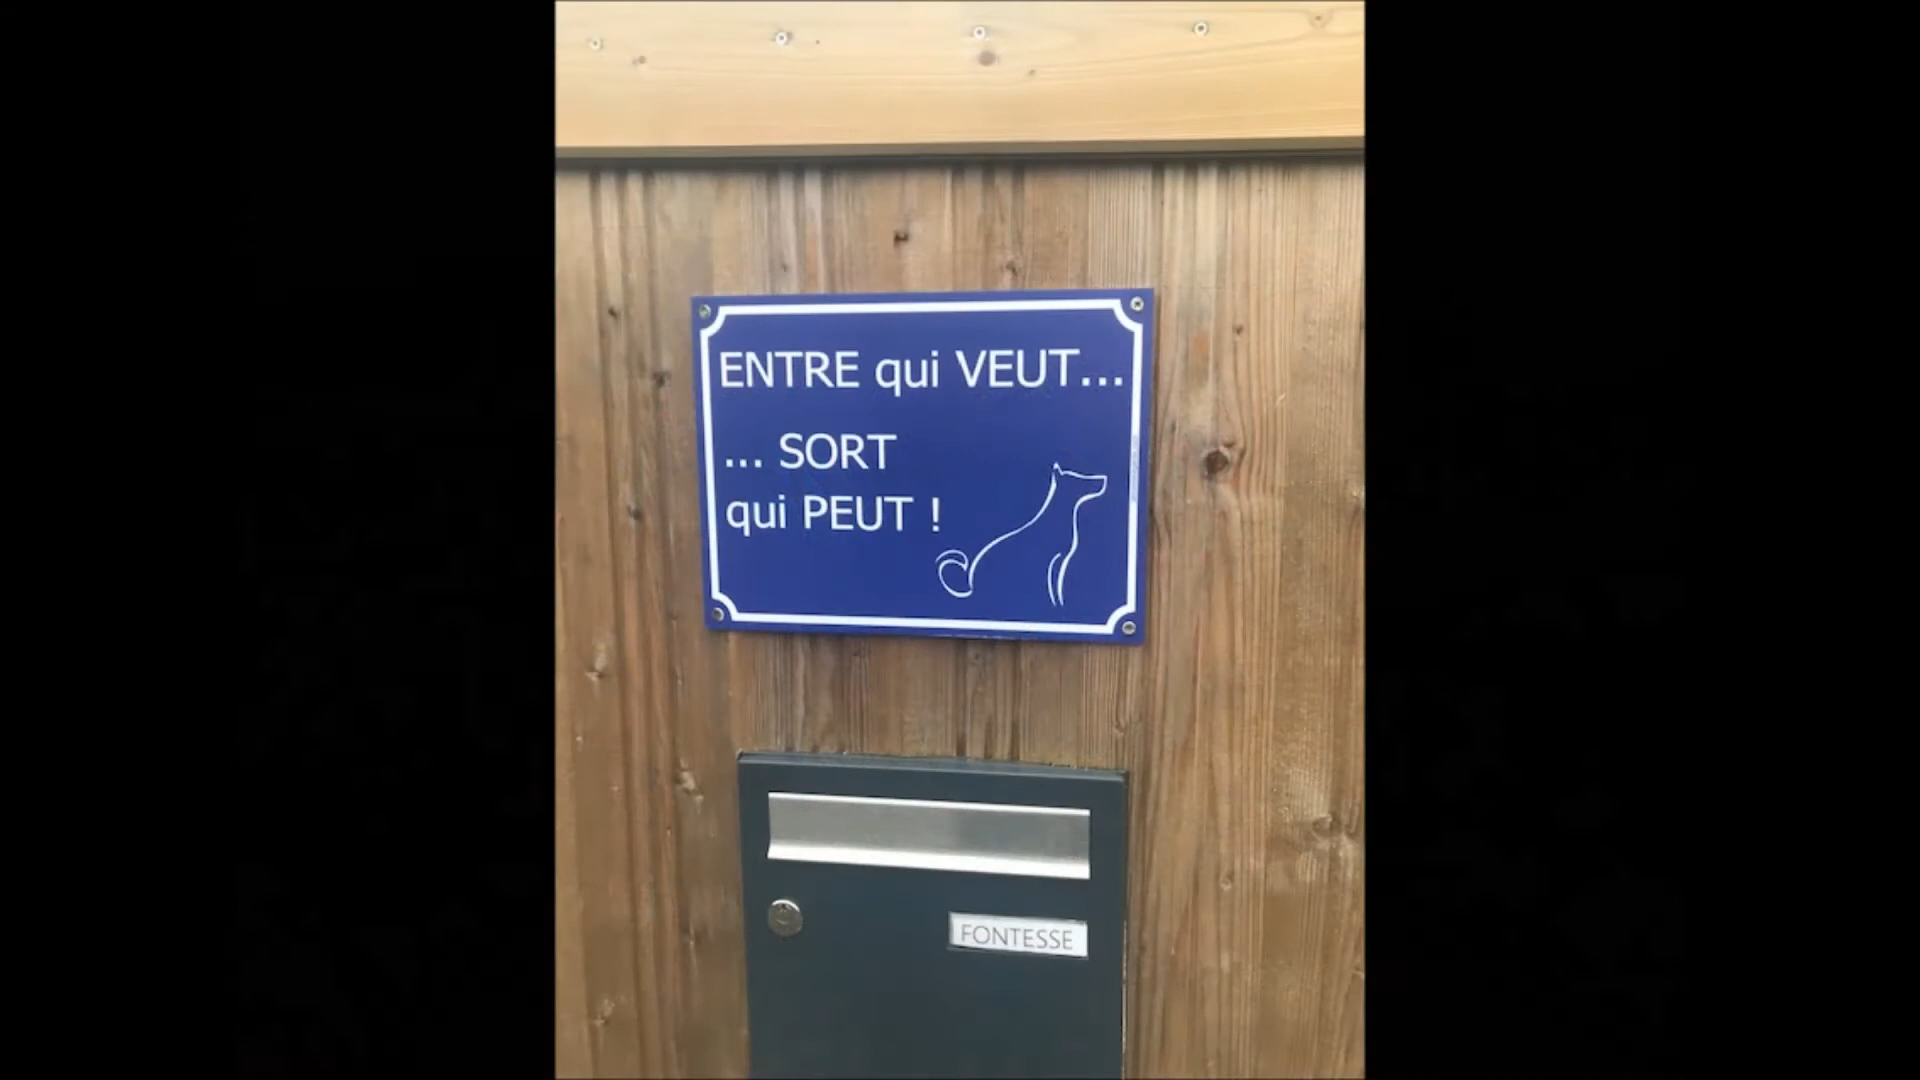 ENTRE qui VEUT...
... SORT
qui PEUT !
FONTESSE